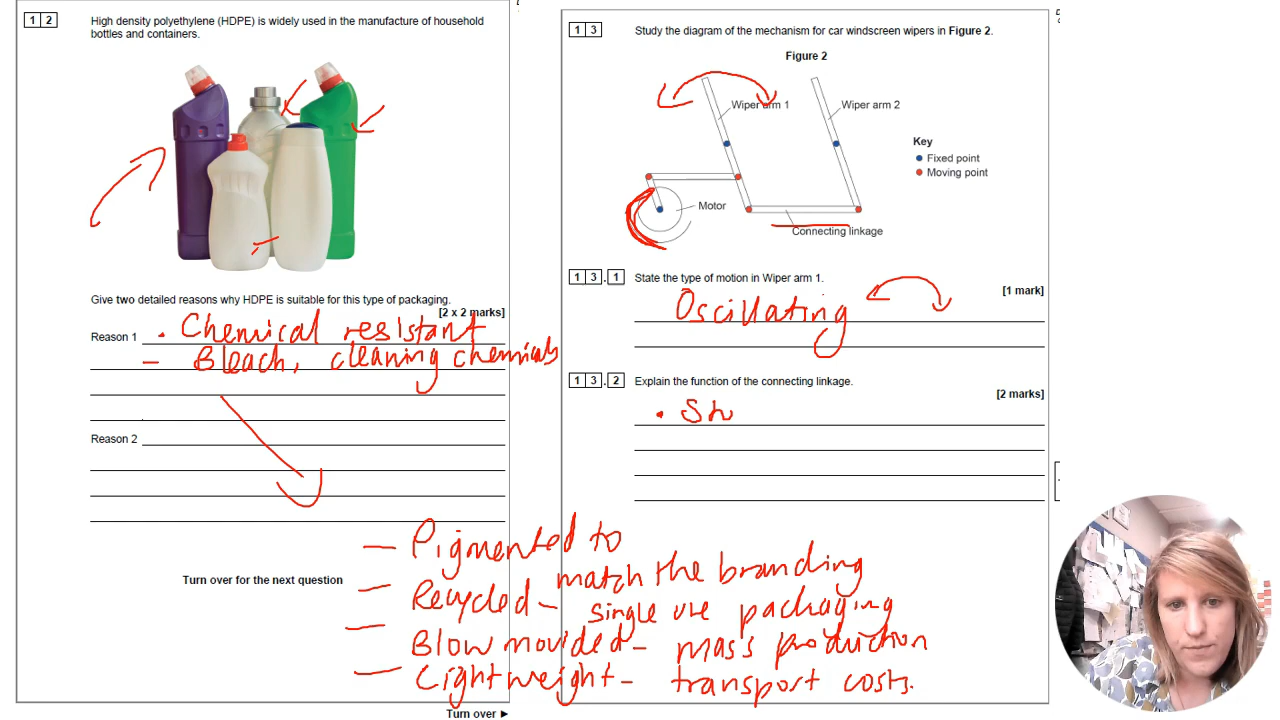 1 2
High density polyethylene (HDPE) is widely used in the manufacture of household
bottles and containers.
Give two detailed reasons why HDPE is suitable for this type of packaging.
[2 x 2 marks]
Reason 1
• Chemical resistant
– Bleach, cleaning chemicals
Reason 2
– Pigmented to
match the branding
– Recycled – single use packaging
– Blow moulded – mass production
– Lightweight – transport costs.
Turn over for the next question
Turn over ►
1 3
Study the diagram of the mechanism for car windscreen wipers in Figure 2.
Figure 2
Wiper arm 1
Wiper arm 2
Key
Fixed point
Moving point
Motor
Connecting linkage
1 3 . 1
State the type of motion in Wiper arm 1.
[1 mark]
Oscillating
1 3 . 2
Explain the function of the connecting linkage.
[2 marks]